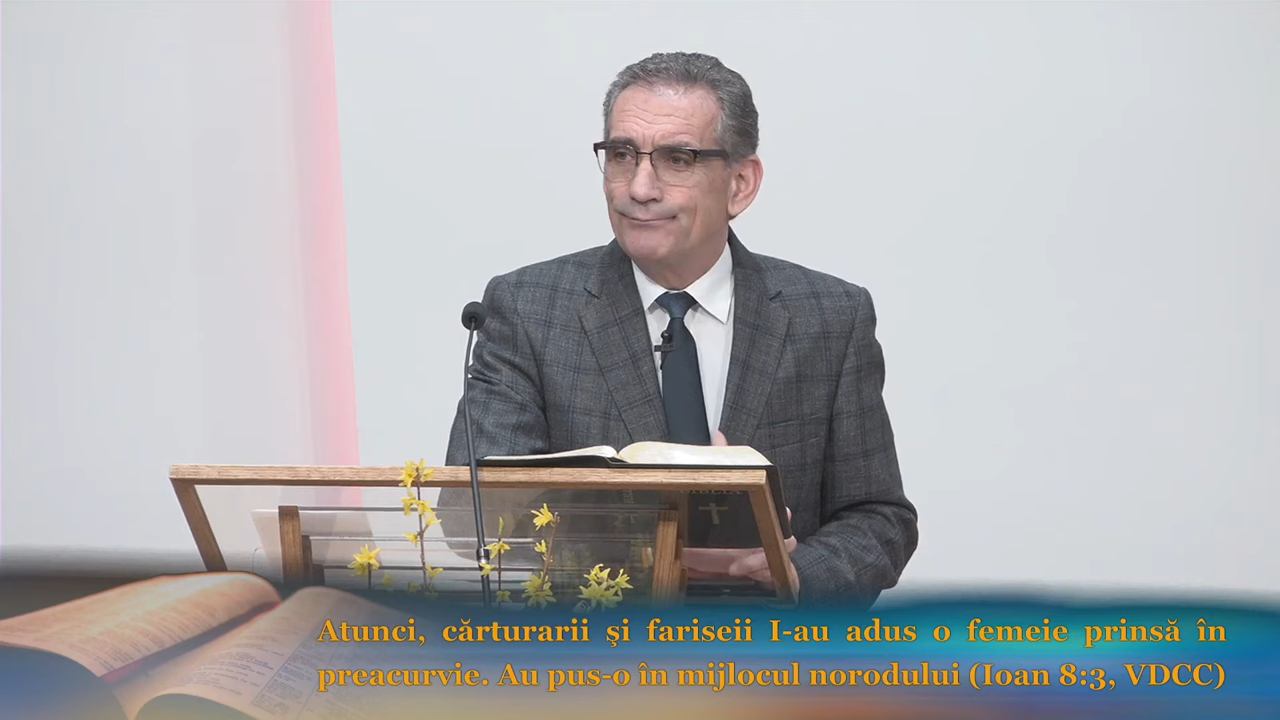 BIBLIA
Atunci, cărturarii şi fariseii I-au adus o femeie prinsă în
preacurvie. Au pus-o în mijlocul norodului (Ioan 8:3, VDCC)